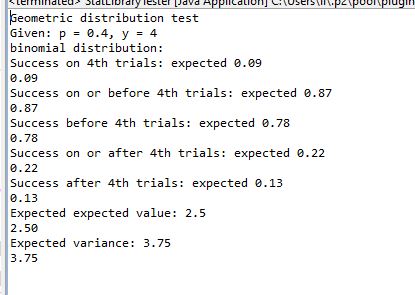 <terminated> StatLibraryTester [Java Application] C:\Users\
Geometric distribution test
Given: p = 0.4, y = 4
binomial distribution:
Success on 4th trials: expected 0.09
0.09
Success on or before 4th trials: expected 0.87
0.87
Success before 4th trials: expected 0.78
0.78
Success on or after 4th trials: expected 0.22
0.22
Success after 4th trials: expected 0.13
0.13
Expected expected value: 2.5
2.50
Expected variance: 3.75
3.75